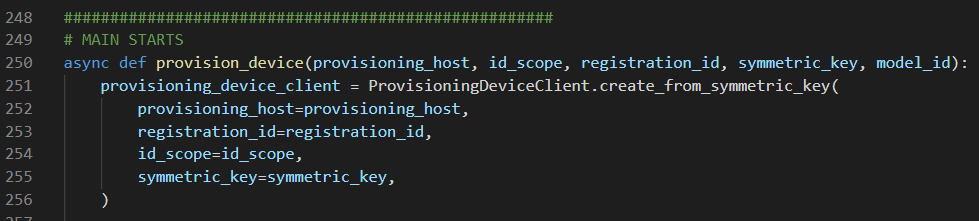 248 #####################################################
249 # MAIN STARTS
250 async def provision_device(provisioning_host, id_scope, registration_id, symmetric_key, model_id):
251 provisioning_device_client = ProvisioningDeviceClient.create_from_symmetric_key(
252 provisioning_host=provisioning_host,
253 registration_id=registration_id,
254 id_scope=id_scope,
255 symmetric_key=symmetric_key,
256 )